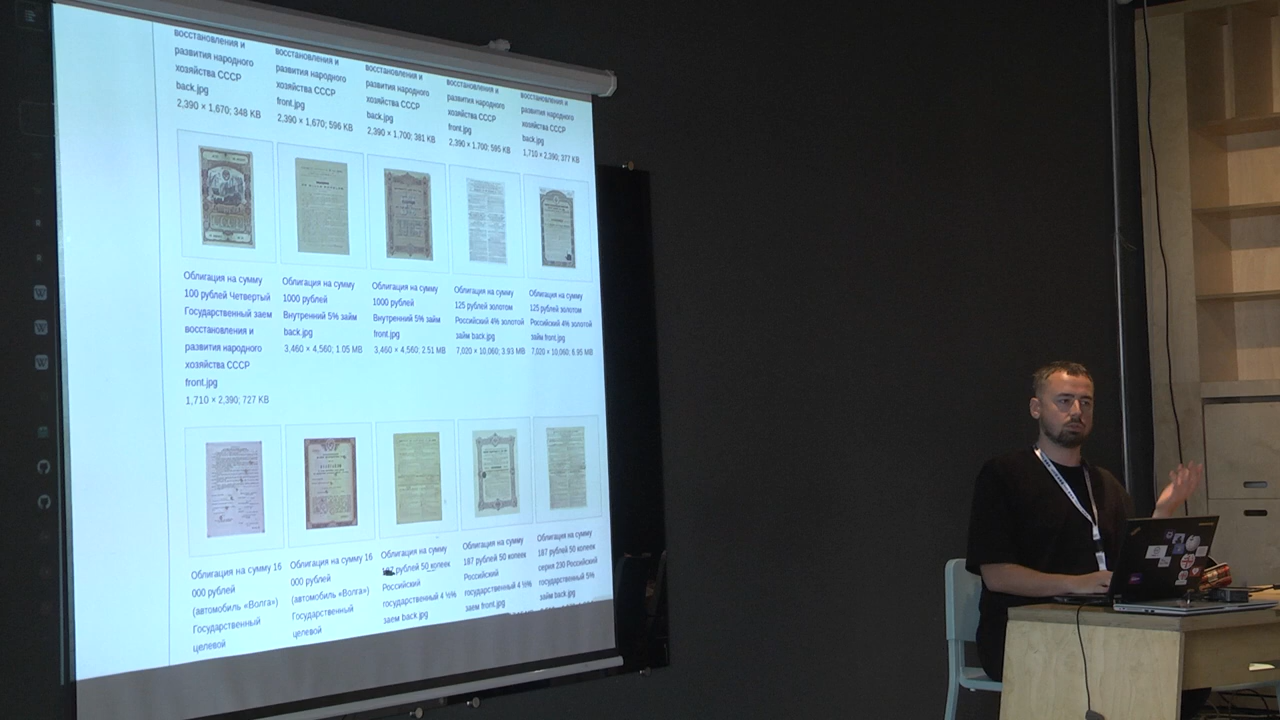 восстановления и
развития народного
хозяйства СССР
back.jpg
2,390 × 1,670; 348 KB
восстановления и
развития народного
хозяйства СССР
front.jpg
2,390 × 1,670; 596 KB
восстановления и
развития народного
хозяйства СССР
back.jpg
2,390 × 1,700; 381 KB
восстановления и
развития народного
хозяйства СССР
front.jpg
2,390 × 1,700; 595 KB
восстановления и
развития народного
хозяйства СССР
back.jpg
1,710 × 2,390; 377 KB
Облигация на сумму
100 рублей Четвертый
Государственный заем
восстановления и
развития народного
хозяйства СССР
front.jpg
1,710 × 2,390; 727 KB
Облигация на сумму
1000 рублей
Внутренний 5% займ
back.jpg
3,460 × 4,560; 1.05 MB
Облигация на сумму
1000 рублей
Внутренний 5% займ
front.jpg
3,460 × 4,560; 2.51 MB
Облигация на сумму
125 рублей золотом
Российский 4% золотой
займ back.jpg
7,020 × 10,060; 3.93 MB
Облигация на сумму
125 рублей золотом
Российский 4% золотой
займ front.jpg
7,020 × 10,060; 6.95 MB
Облигация на сумму 16
000 рублей
(автомобиль «Волга»)
Государственный
целевой
Облигация на сумму 16
000 рублей
(автомобиль «Волга»)
Государственный
целевой
Облигация на сумму
187 рублей 50 копеек
Российский
государственный 4 ½%
заем back.jpg
Облигация на сумму
187 рублей 50 копеек
Российский
государственный 4 ½%
заем front.jpg
Облигация на сумму
187 рублей 50 копеек
серия 230 Российский
государственный 5%
займ back.jpg